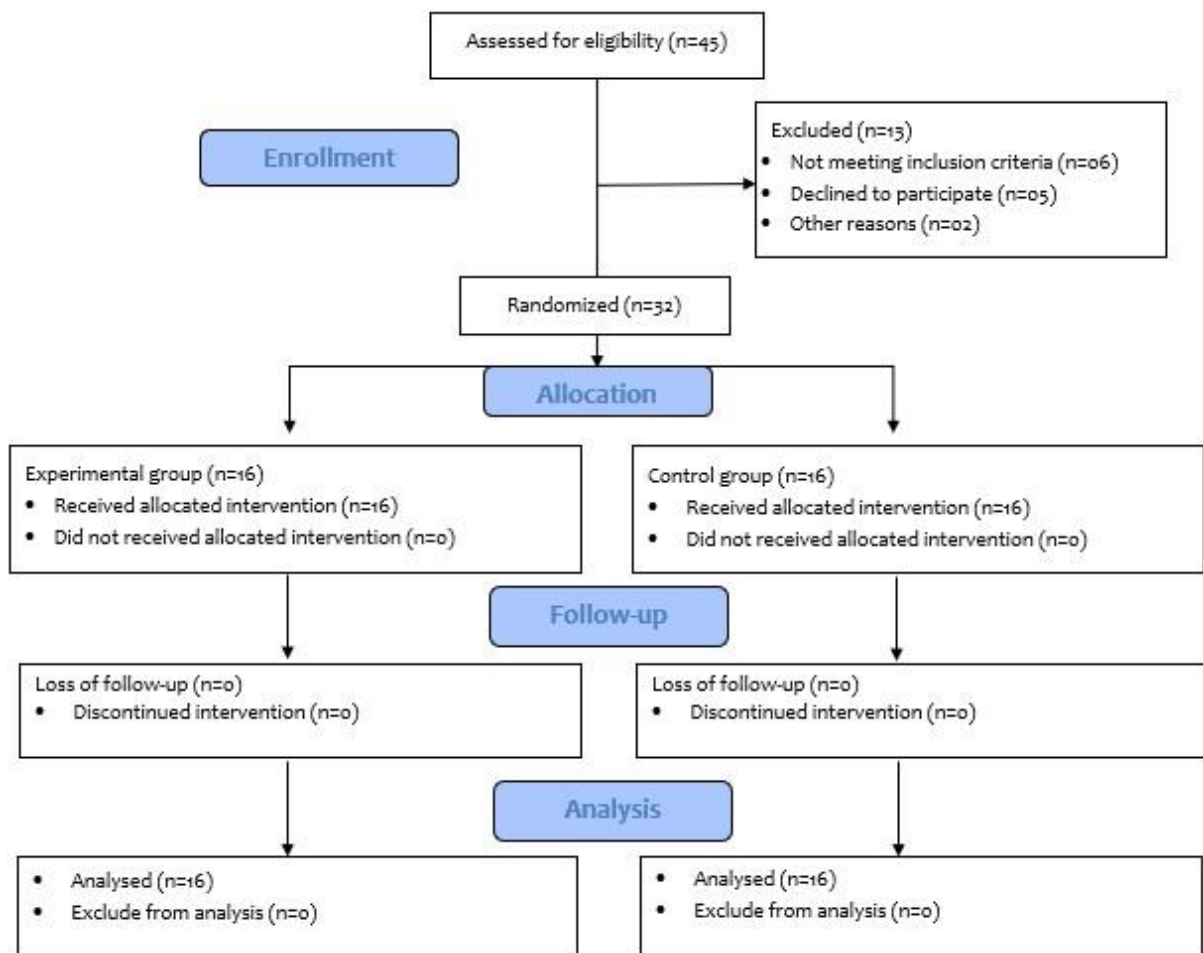 Assessed for eligibility (n=45)
Enrollment
Excluded (n=13)
• Not meeting inclusion criteria (n=06)
• Declined to participate (n=05)
• Other reasons (n=02)
Randomized (n=32)
Allocation
Experimental group (n=16)
• Received allocated intervention (n=16)
• Did not received allocated intervention (n=0)
Control group (n=16)
• Received allocated intervention (n=16)
• Did not received allocated intervention (n=0)
Follow-up
Loss of follow-up (n=0)
• Discontinued intervention (n=0)
Loss of follow-up (n=0)
• Discontinued intervention (n=0)
Analysis
• Analysed (n=16)
• Exclude from analysis (n=0)
• Analysed (n=16)
• Exclude from analysis (n=0)